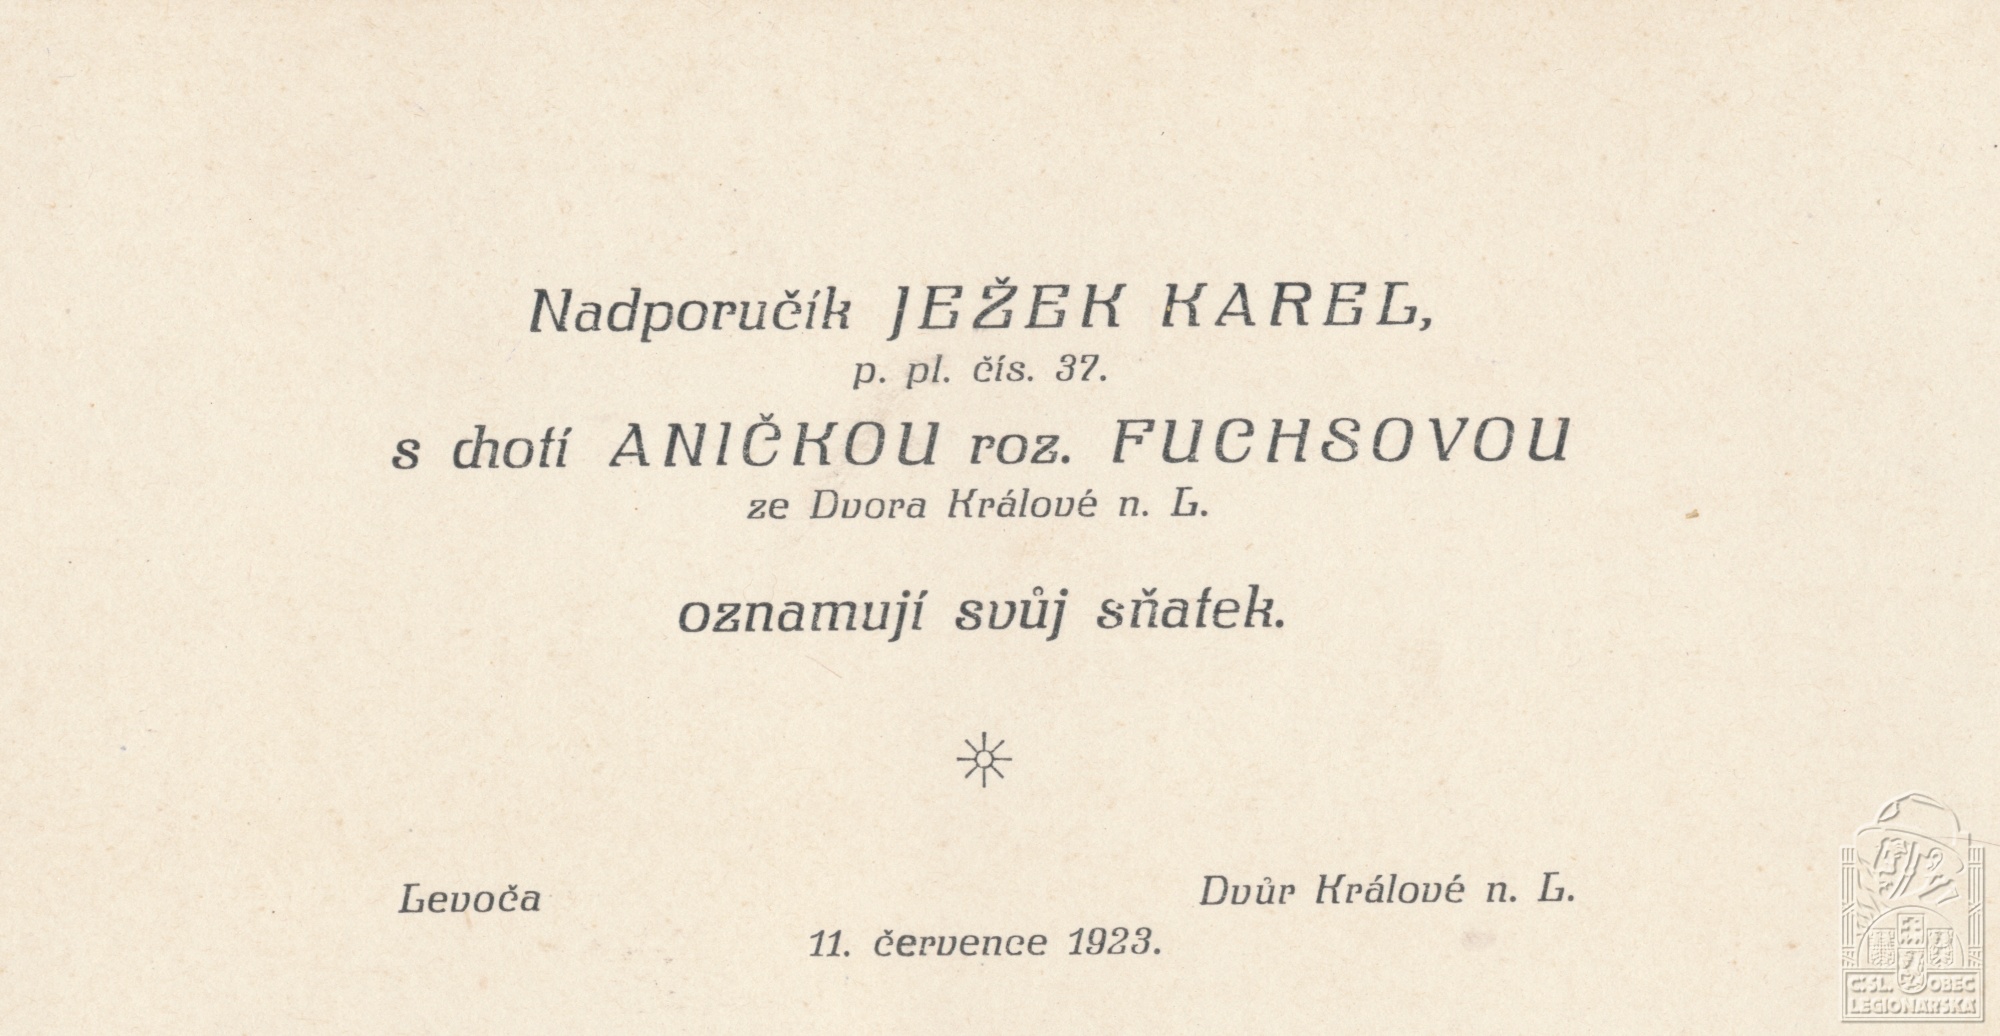 Nadporučík JEŽEK KAREL,
p. pl. čís. 37.
s chotí ANIČKOU roz. FUCHSOVOU
ze Dvora Králové n. L.
oznamují svůj sňatek.
Levoča
Dvůr Králové n. L.
11. července 1923.
Č.SL. OBEC
LEGIONÁŘSKÁ